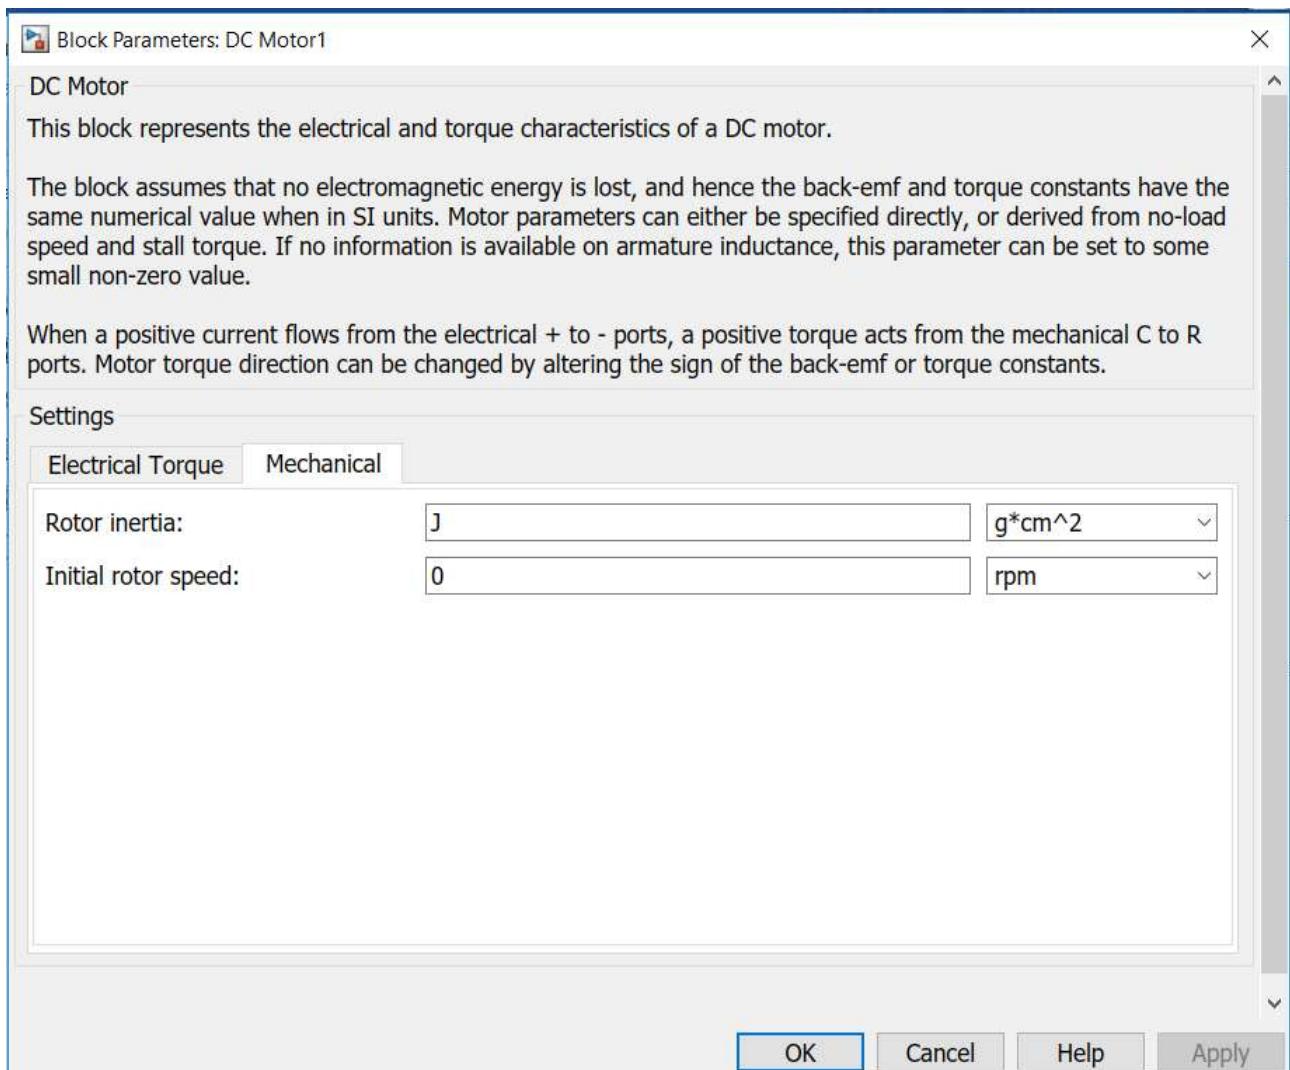 Block Parameters: DC Motor1
DC Motor
This block represents the electrical and torque characteristics of a DC motor.
The block assumes that no electromagnetic energy is lost, and hence the back-emf and torque constants have the
same numerical value when in SI units. Motor parameters can either be specified directly, or derived from no-load
speed and stall torque. If no information is available on armature inductance, this parameter can be set to some
small non-zero value.
When a positive current flows from the electrical + to - ports, a positive torque acts from the mechanical C to R
ports. Motor torque direction can be changed by altering the sign of the back-emf or torque constants.
Settings
Electrical Torque Mechanical
Rotor inertia: J g*cm^2
Initial rotor speed: 0 rpm
OK Cancel Help Apply